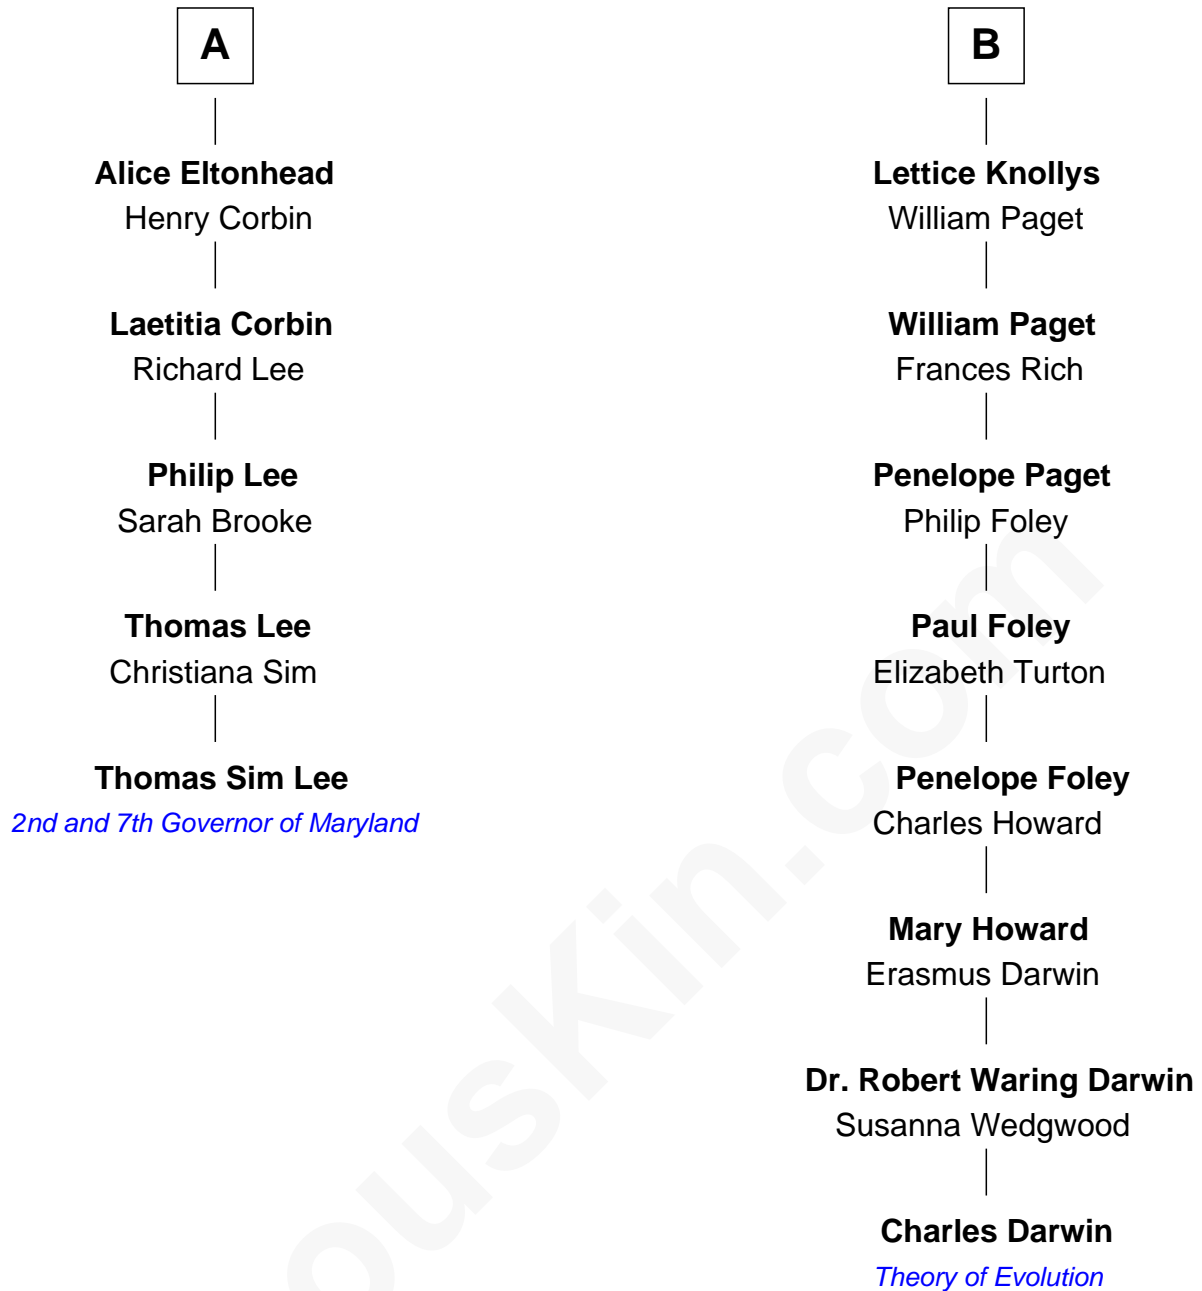 A
Alice Eltonhead
Henry Corbin
Laetitia Corbin
Richard Lee
Philip Lee
Sarah Brooke
Thomas Lee
Christiana Sim
Thomas Sim Lee
2nd and 7th Governor of Maryland
B
Lettice Knollys
William Paget
William Paget
Frances Rich
Penelope Paget
Philip Foley
Paul Foley
Elizabeth Turton
Penelope Foley
Charles Howard
Mary Howard
Erasmus Darwin
Dr. Robert Waring Darwin
Susanna Wedgwood
Charles Darwin
Theory of Evolution
ousKin.com